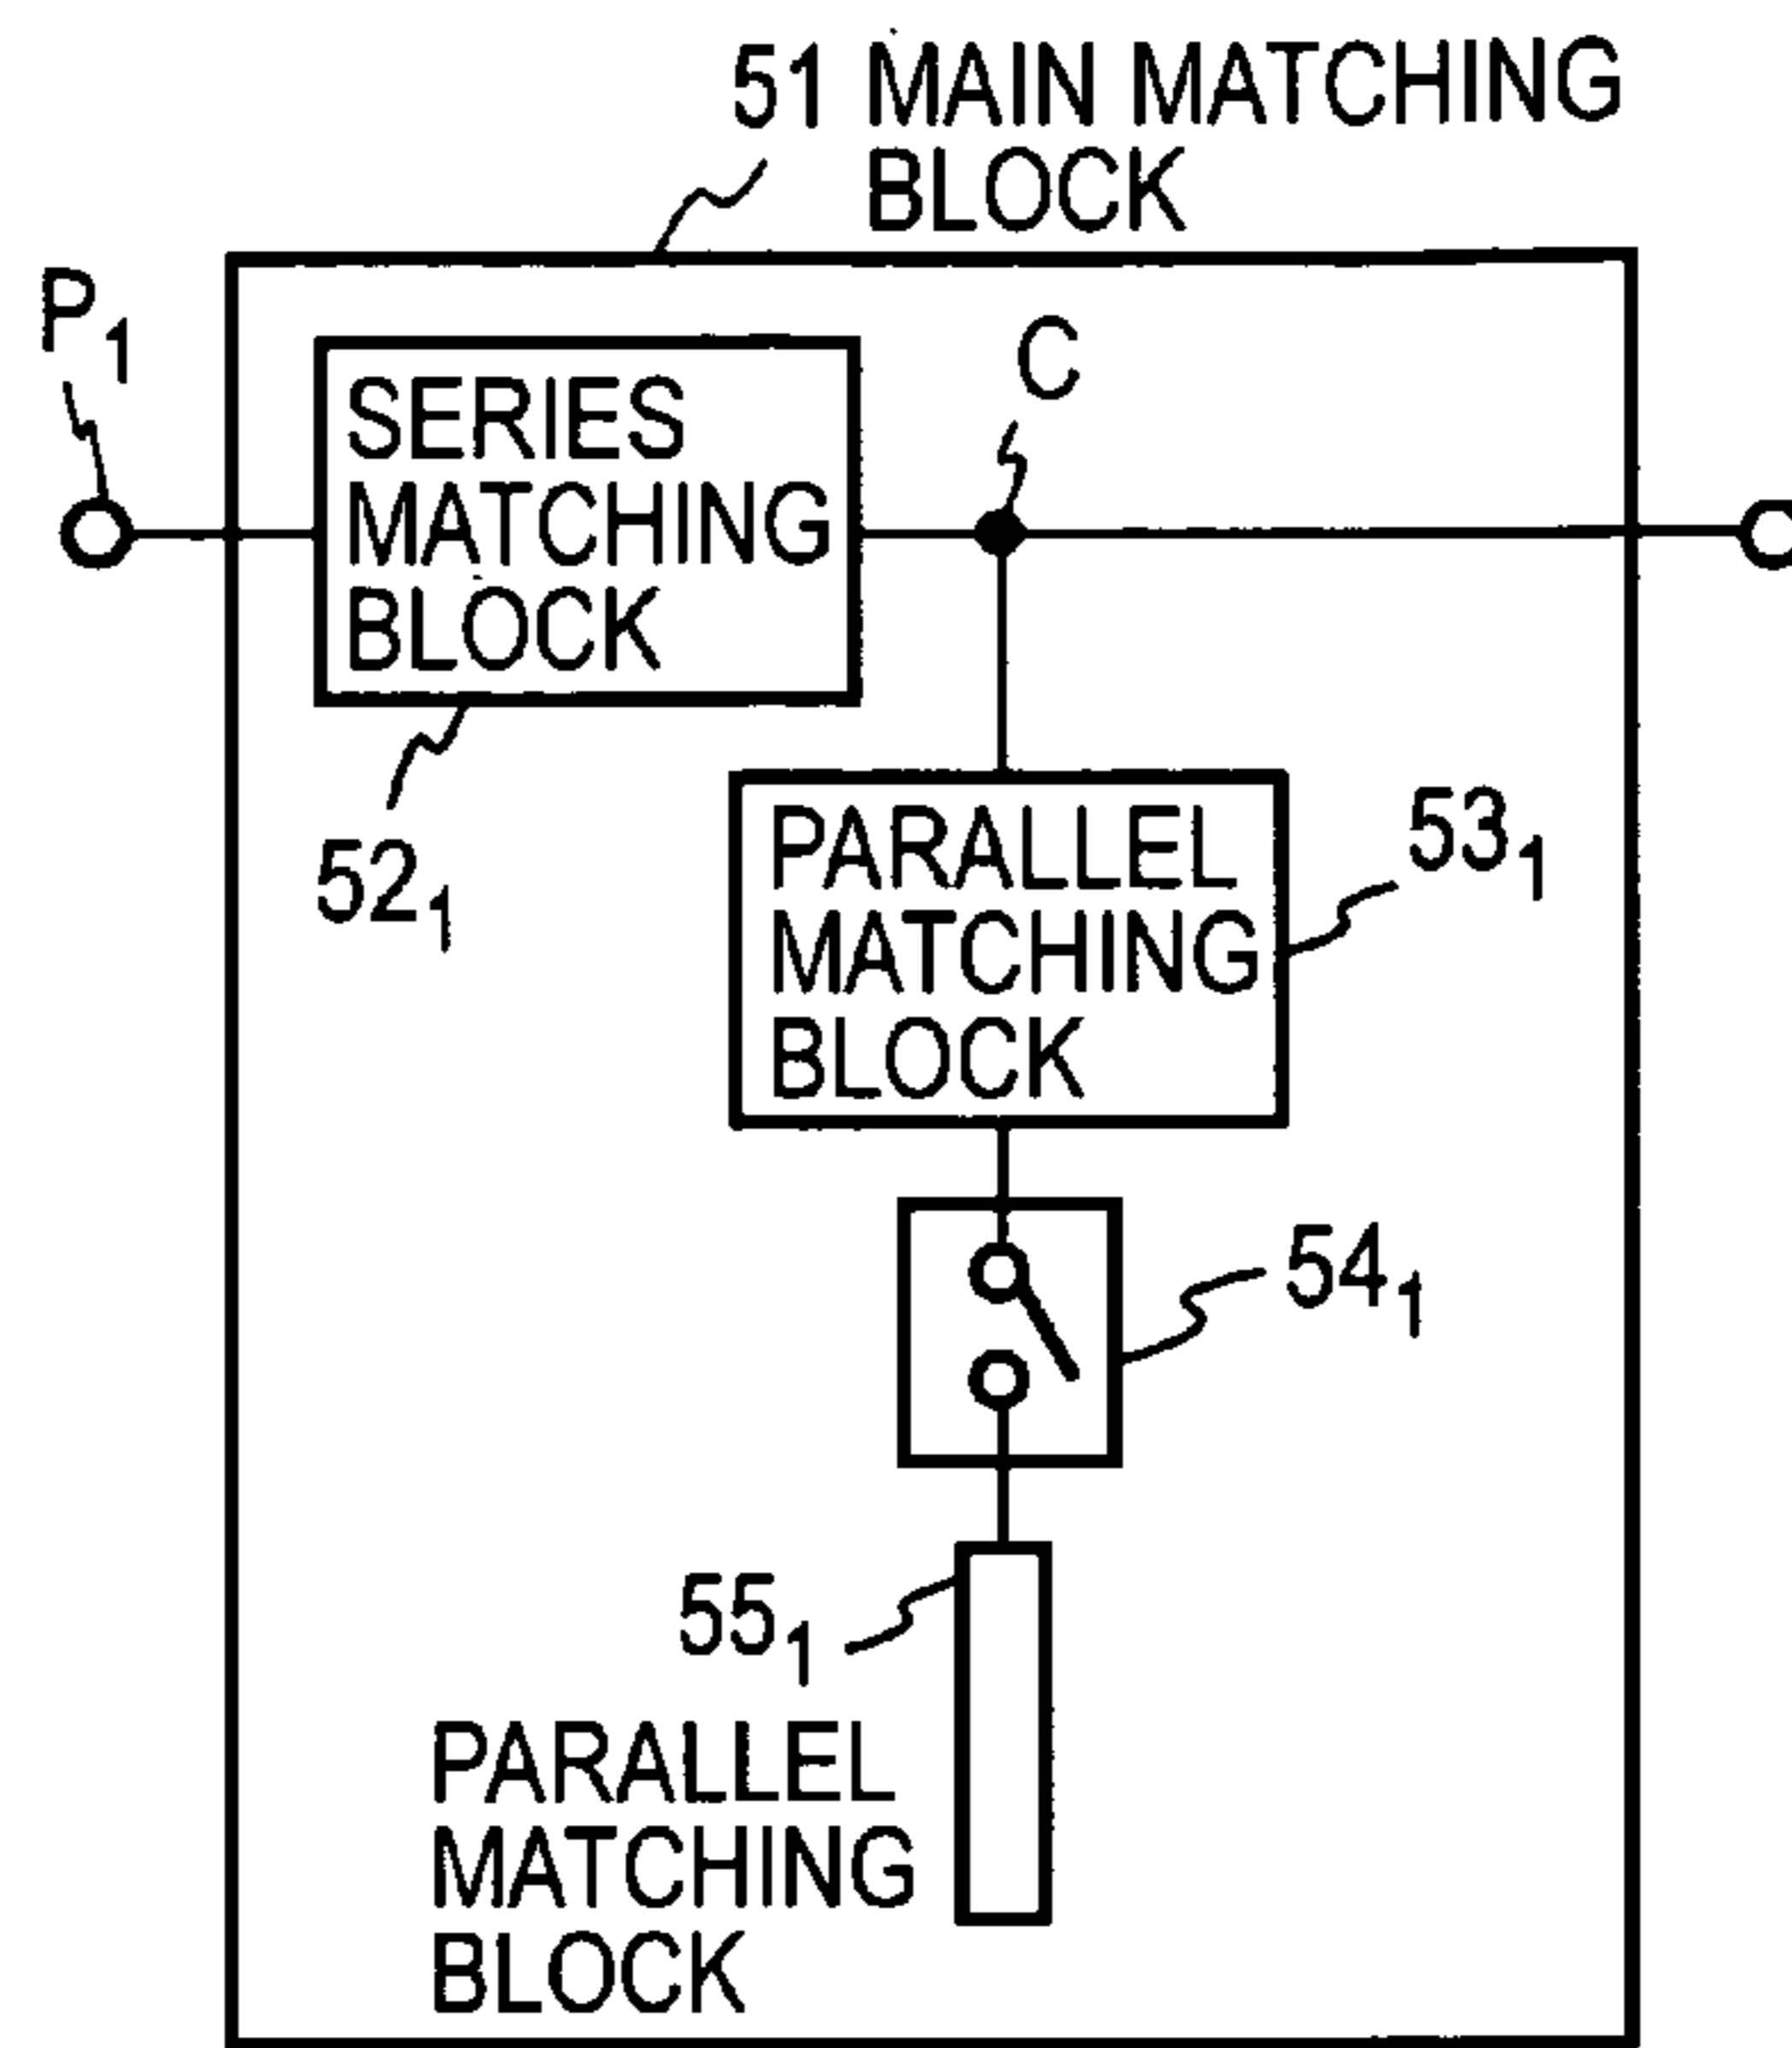 51 MAIN MATCHING
BLOCK
P1
C
SERIES
MATCHING
BLOCK
521
PARALLEL
MATCHING
BLOCK
531
541
551
PARALLEL
MATCHING
BLOCK